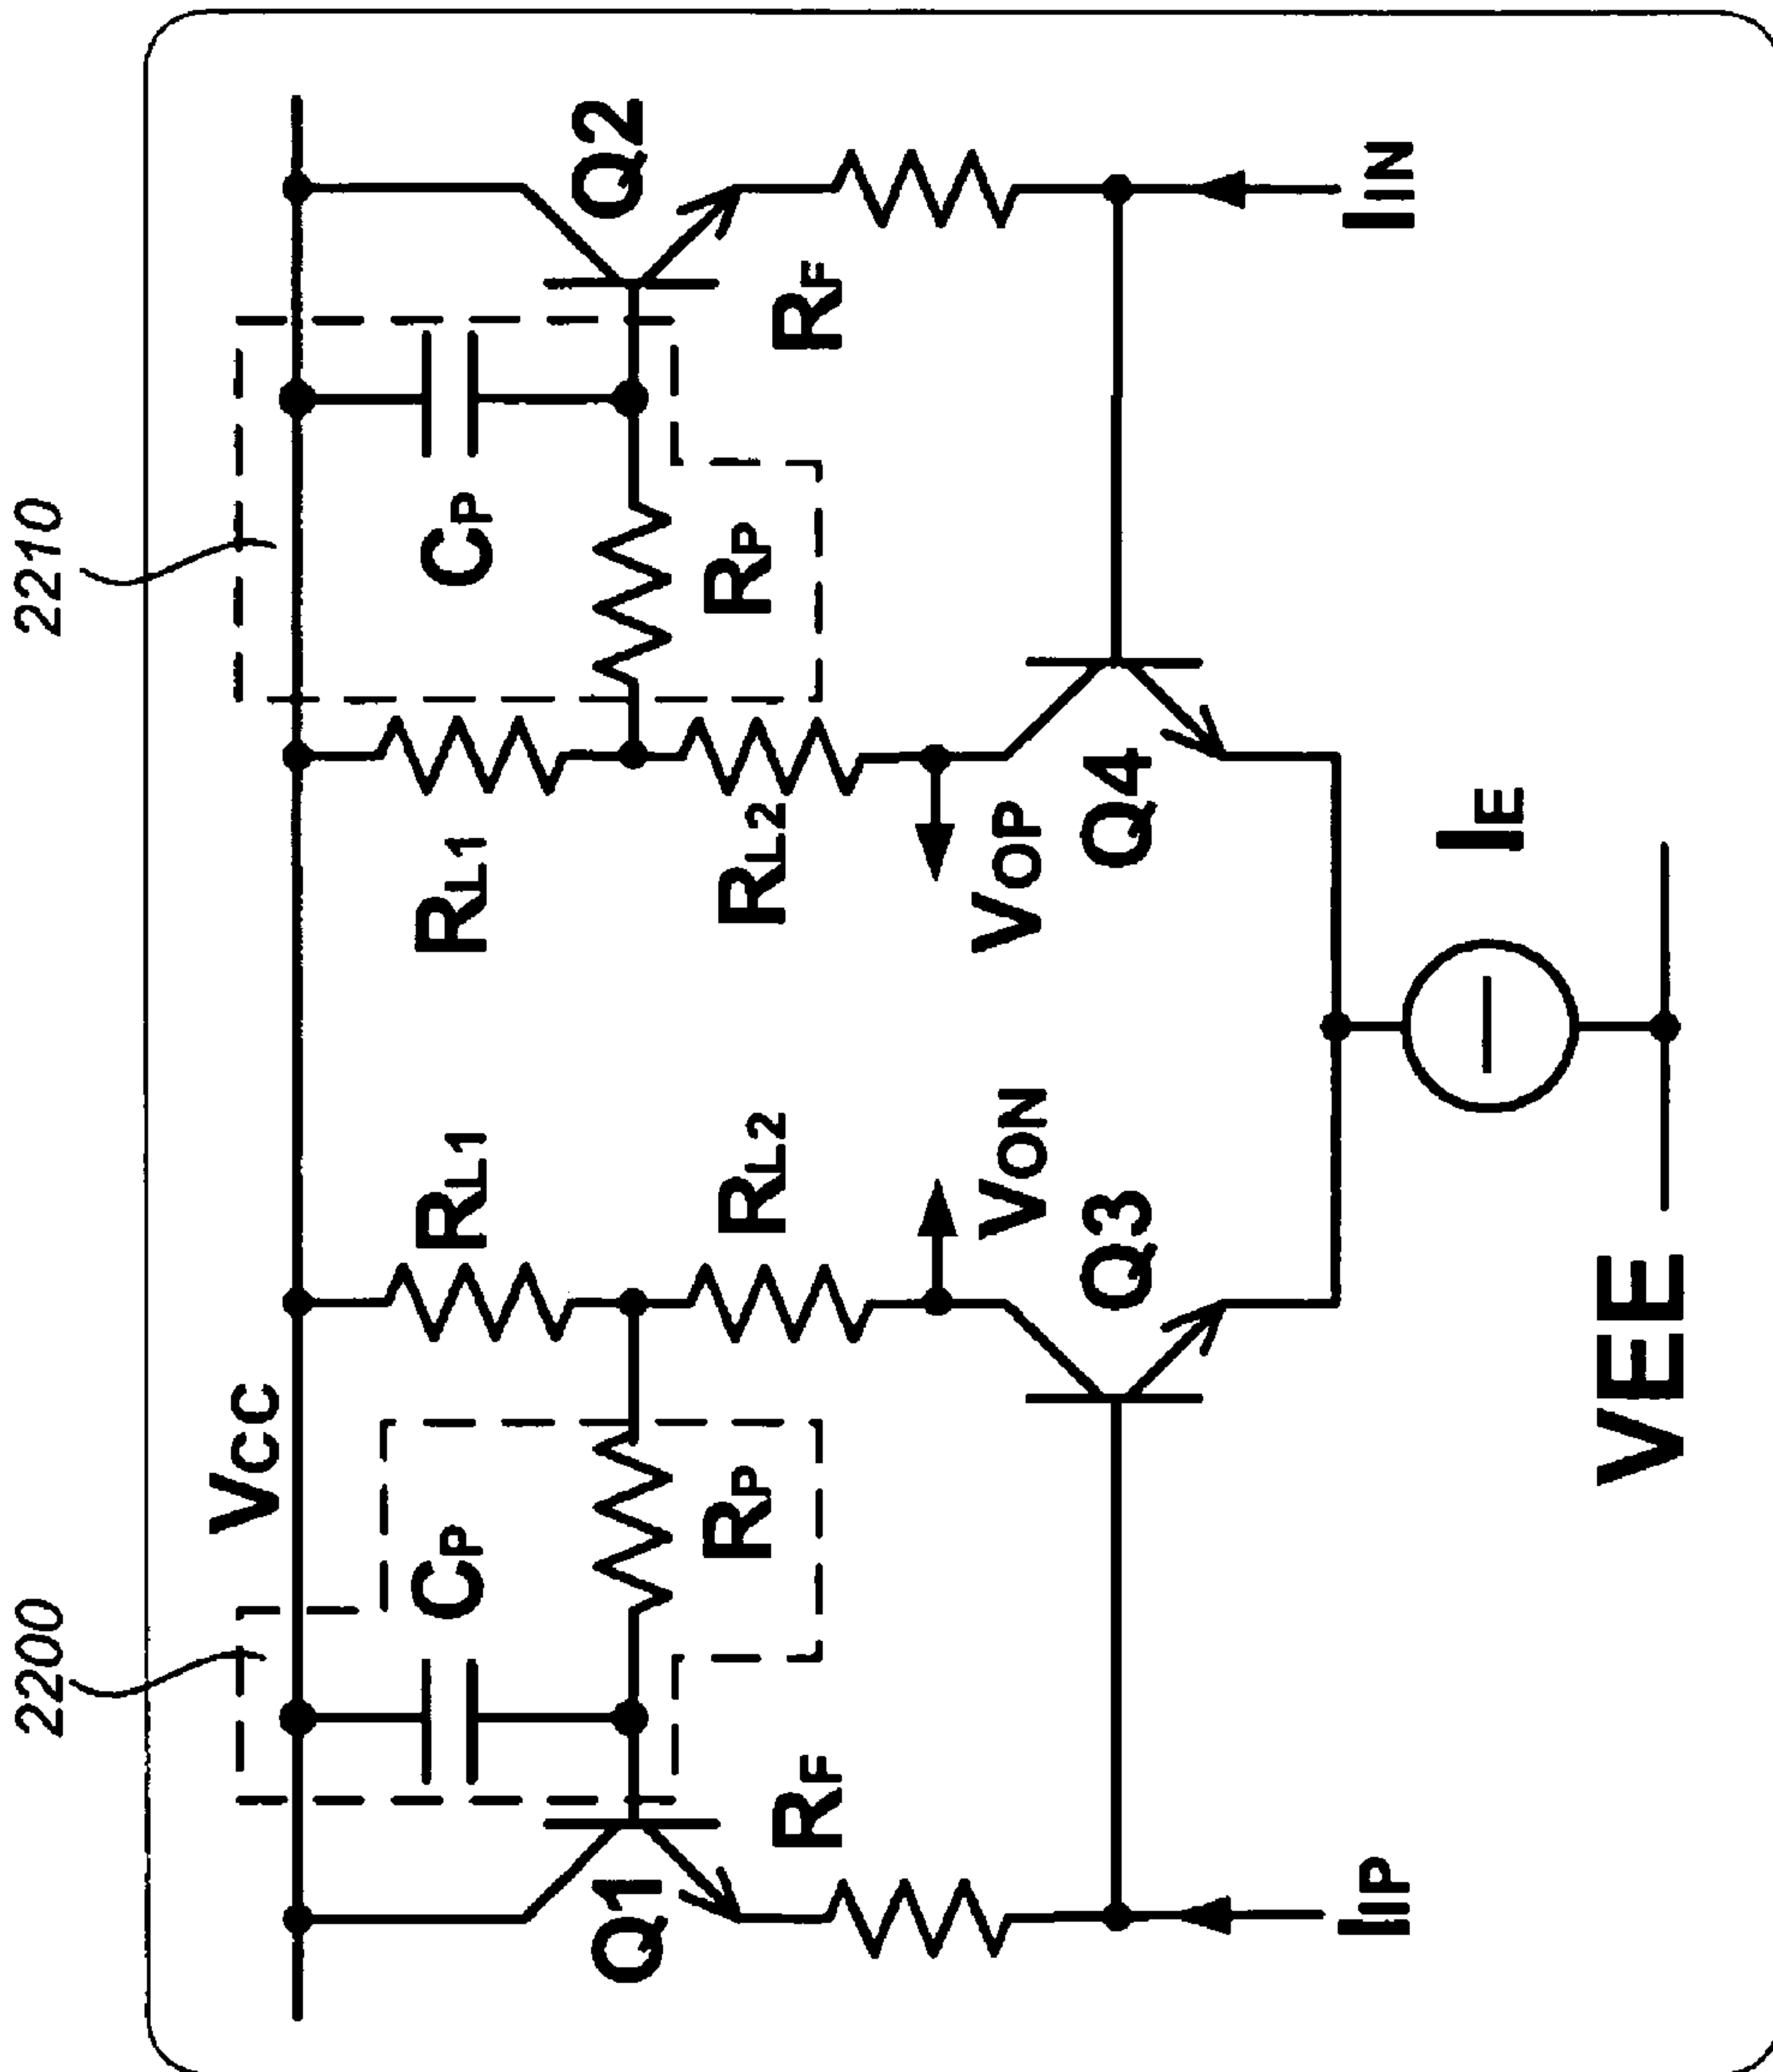 2200 2210
VCC
CP RL1 RL1 CP
Q1 Q2
RP RL2 RL2 RP
RF RF
VON VOP
Q3 Q4
IIP IIN
IE
VEE